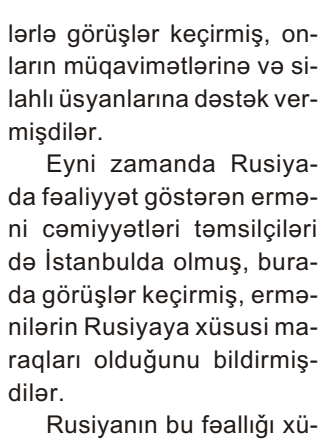 lərlə görüşlər keçirmiş, on-
ların müqavimətlərinə və si-
lahlı üsyanlarına dəstək ver-
mişdilər.
Eyni zamanda Rusiya-
da fəaliyyət göstərən ermə-
ni cəmiyyətləri təmsilçiləri
də İstanbulda olmuş, bura-
da görüşlər keçirmiş, ermə-
nilərin Rusiyaya xüsusi ma-
raqları olduğunu bildirmiş-
dilər.
Rusiyanın bu fəallığı xü-